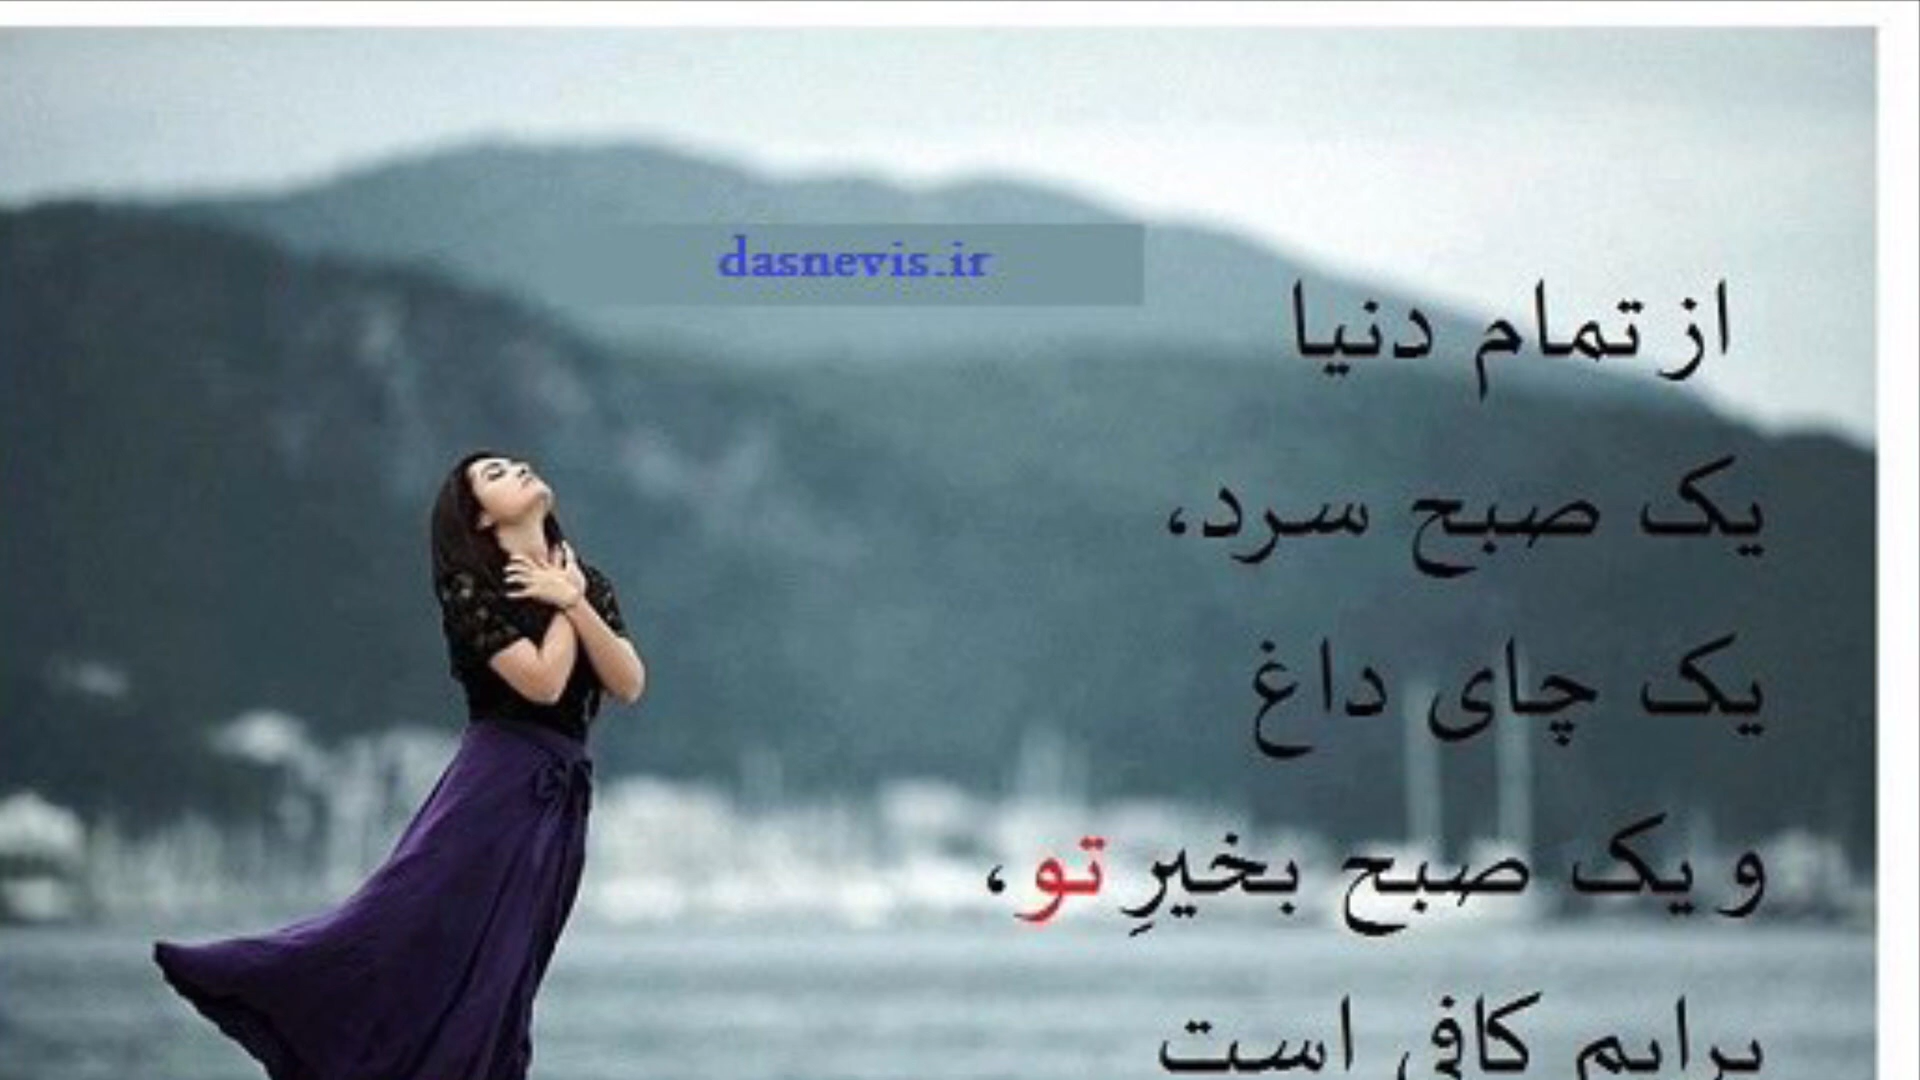 dasnevis.ir
از تمام دنیا
یک صبح سرد،
یک چای داغ
و یک صبح بخیرِ تو،
برایم کافی است